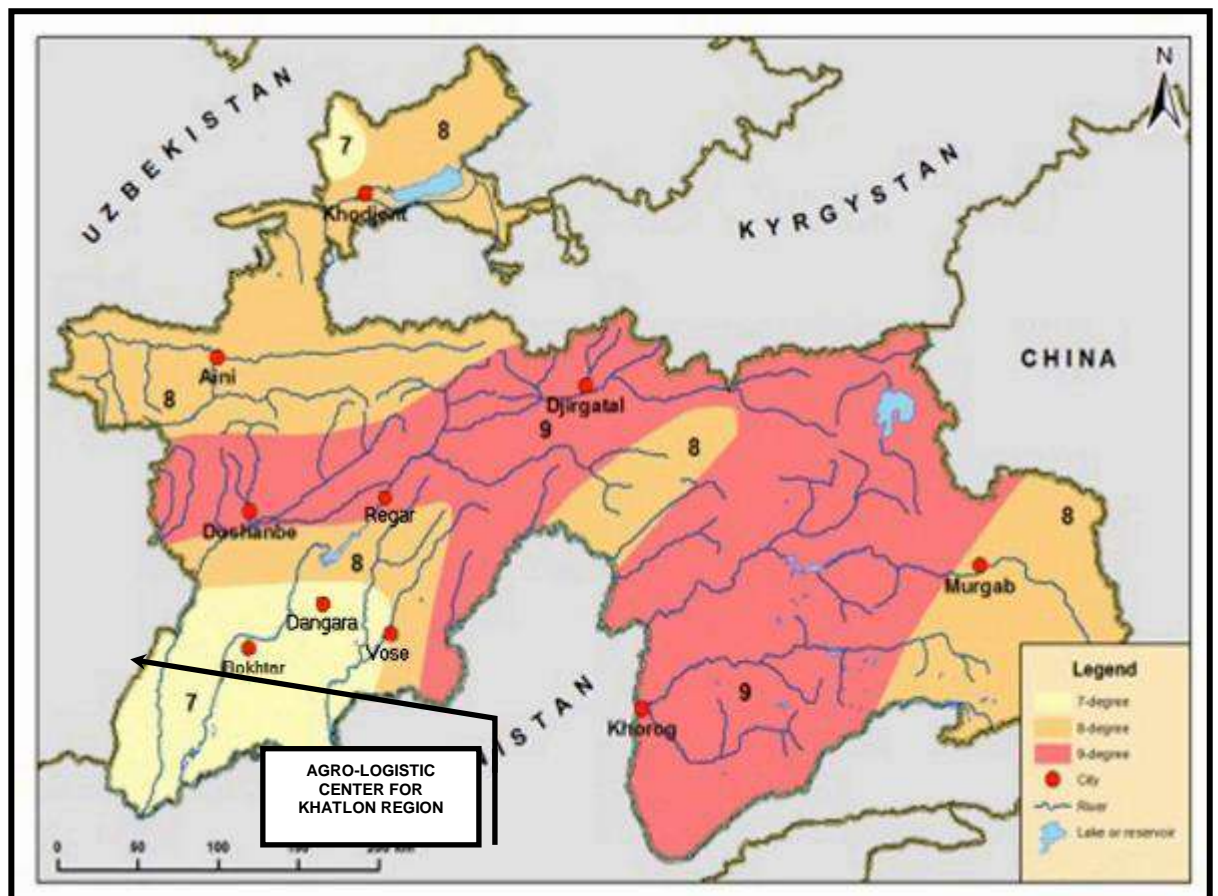 N
UZBEKISTAN
7
8
Khodjent
KYRGYSTAN
CHINA
Aini
8
Djirgatal
9
8
Regar
Dushanbe
8
8
Murgab
Dangara
Vose
Bokhtar
7
Legend
7-degree
8-degree
9-degree
City
River
Lake or reservoir
9
Khorog
ISTAN
AGRO-LOGISTIC
CENTER FOR
KHATLON REGION
0 50 100 150 200 km